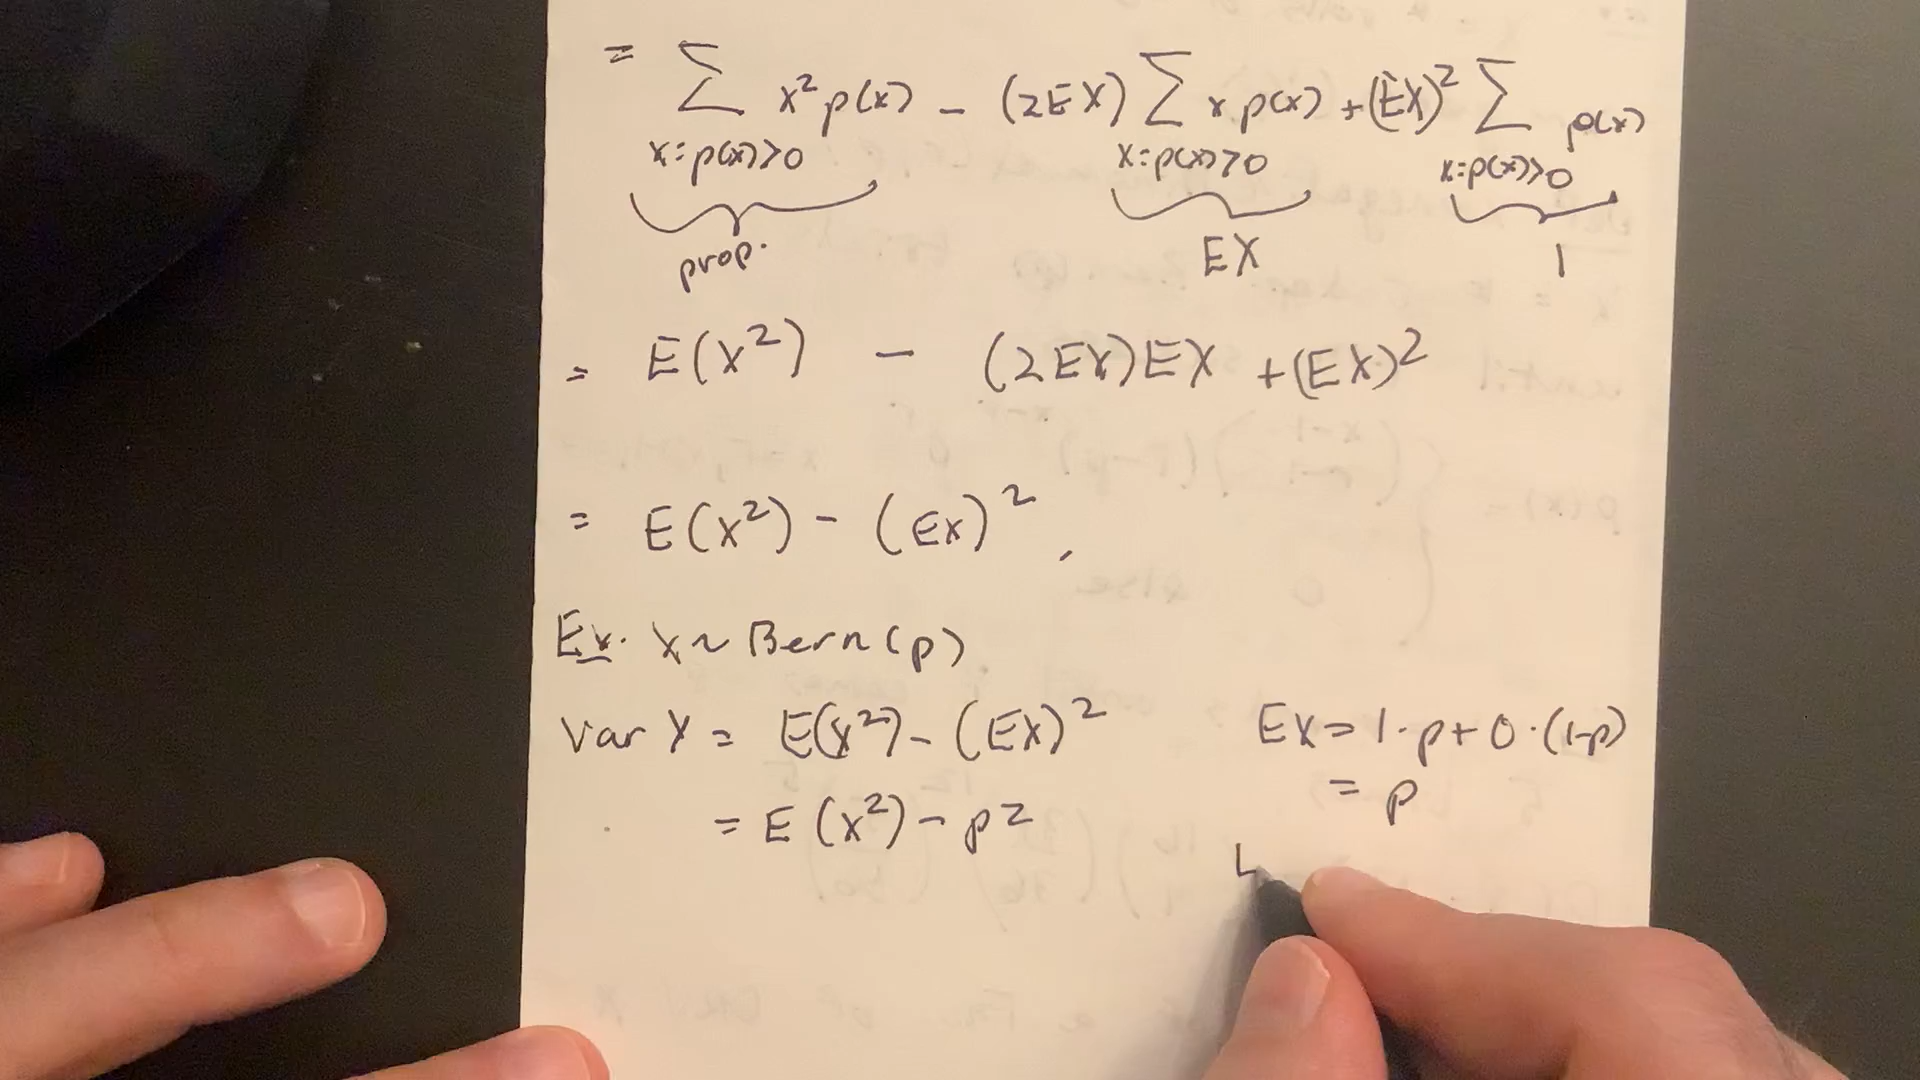 = ∑ x² p(x) - (2EX) ∑ x p(x) + (EX)² ∑ p(x)
x:p(x)>0 x:p(x)>0 x:p(x)>0
prop. EX 1
= E(X²) - (2EX)EX + (EX)²
= E(X²) - (EX)²,
Ex. X ~ Bern(p)
Var X = E(X²) - (EX)² EX = 1·p + 0·(1-p)
= p
= E(X²) - p²